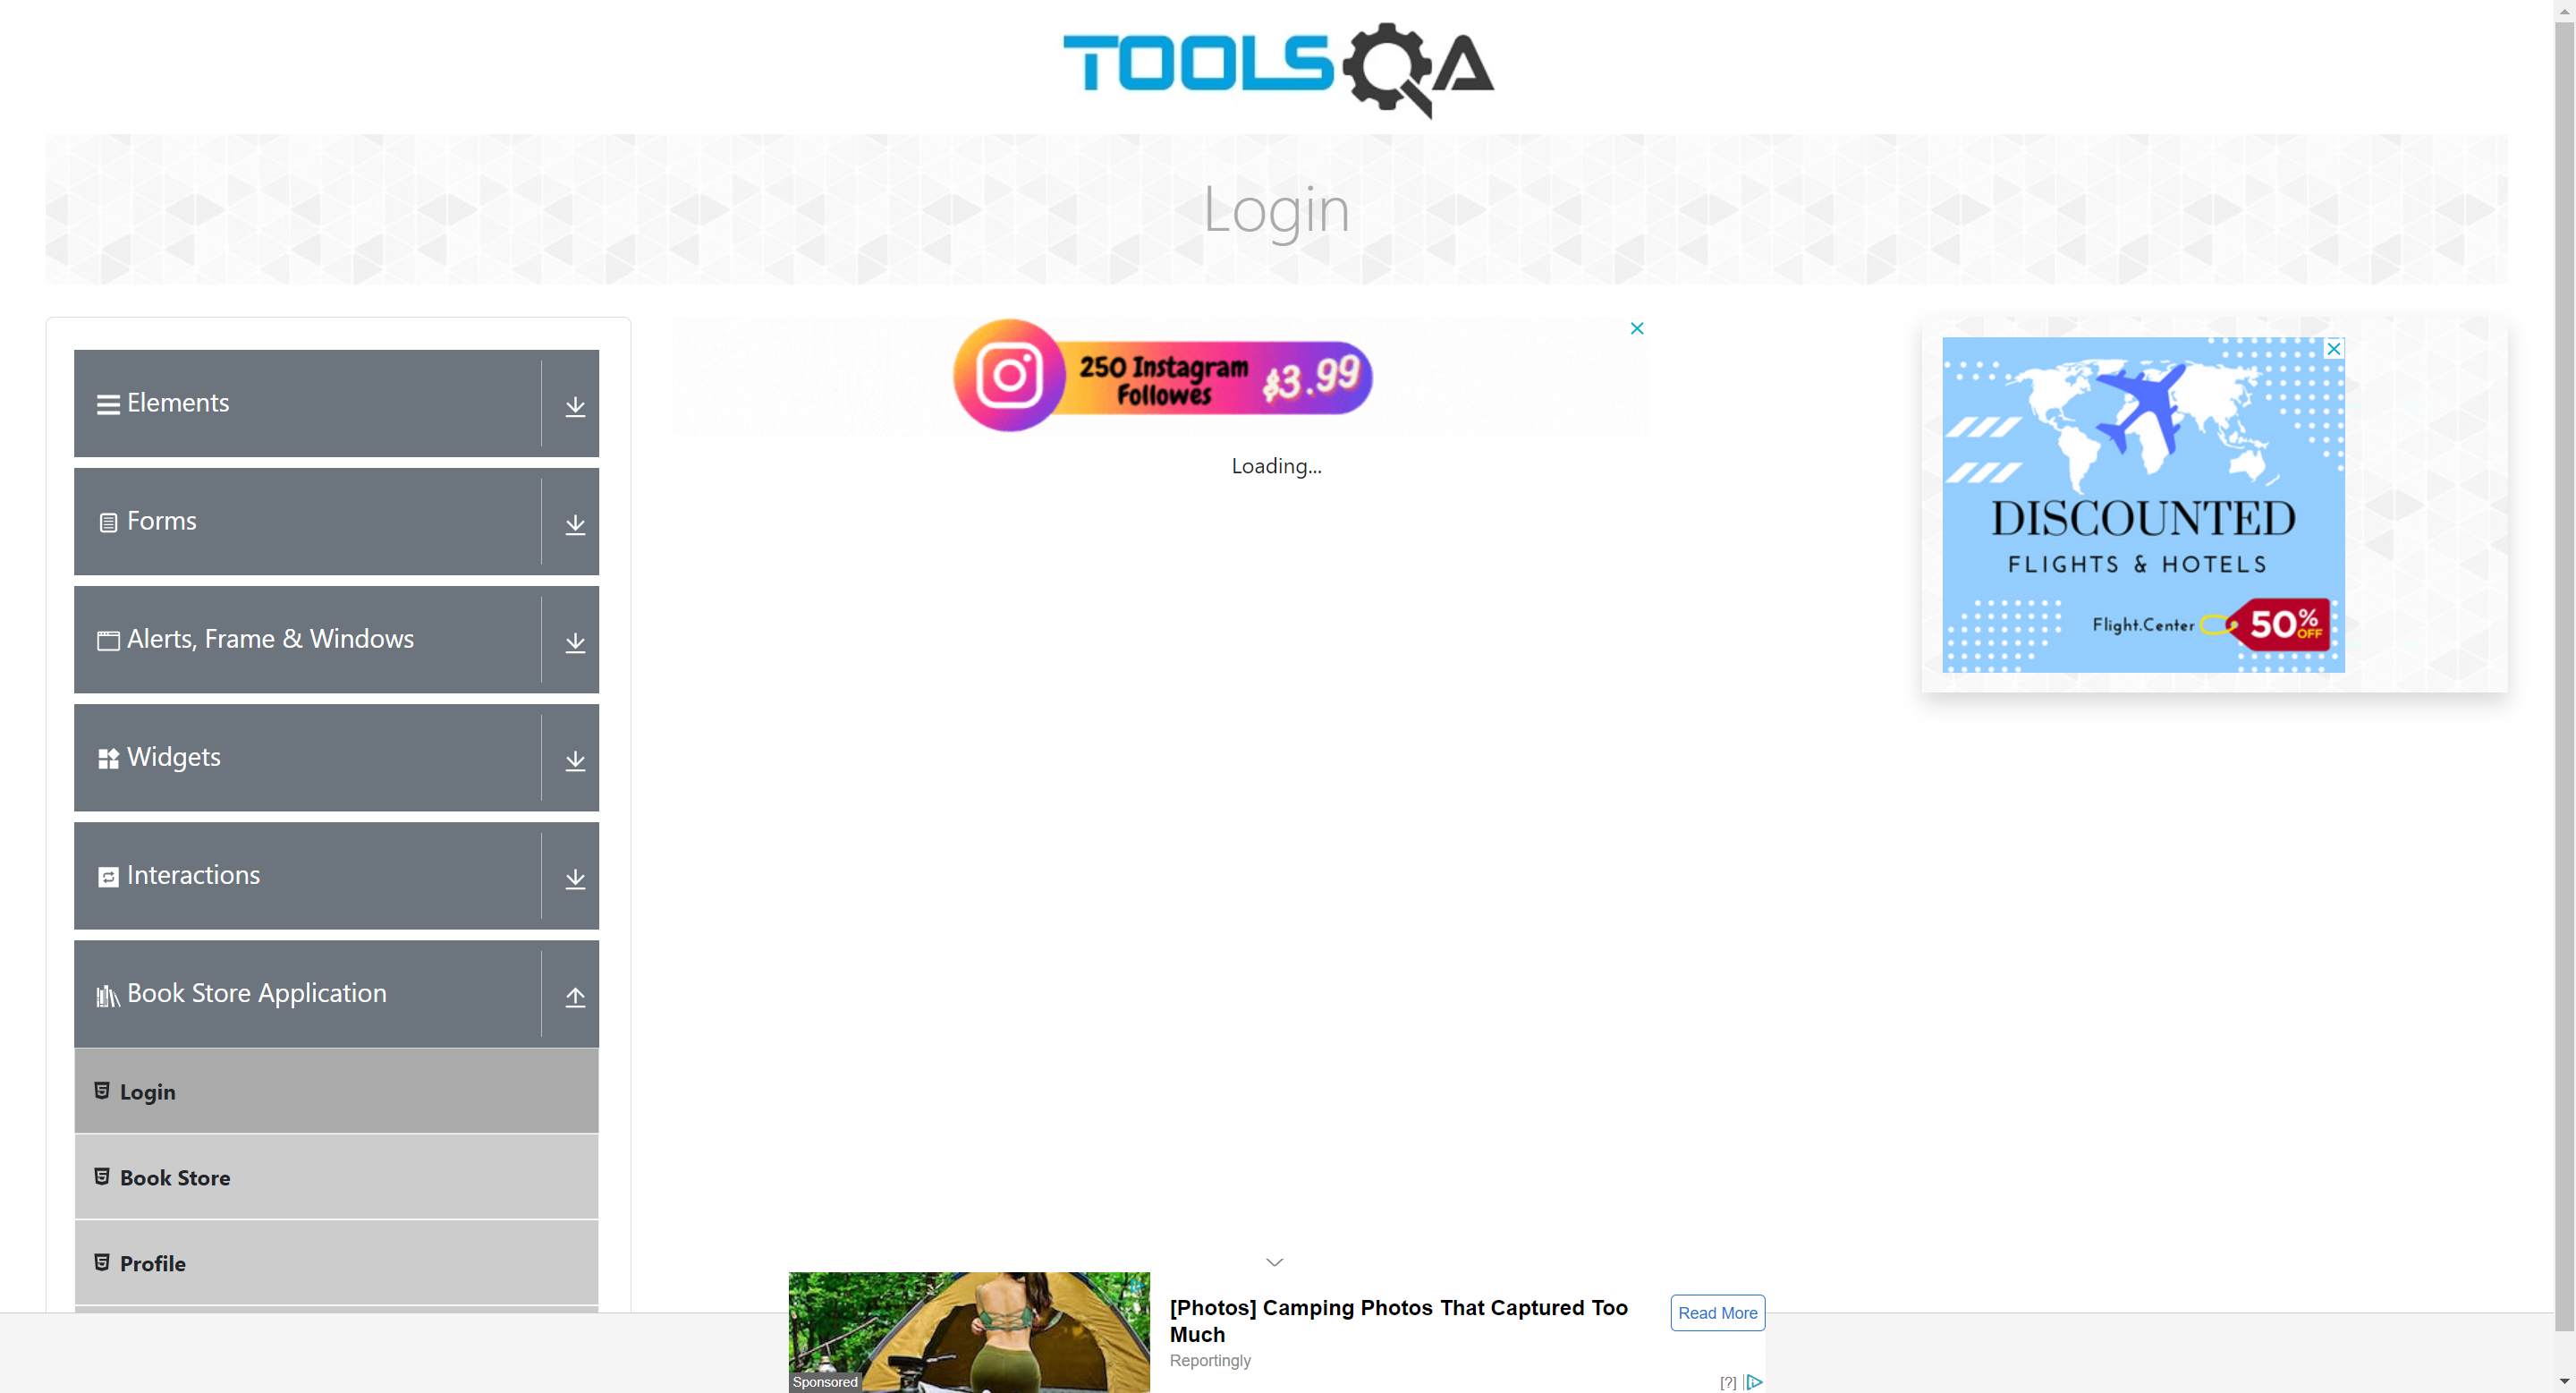 TOOLSQA
Login
Elements
Forms
Alerts, Frame & Windows
Widgets
Interactions
Book Store Application
Login
Book Store
Profile
250 Instagram
Followes
$3.99
Loading...
DISCOUNTED
FLIGHTS & HOTELS
Flight.Center
50% OFF
[Photos] Camping Photos That Captured Too
Much
Reportingly
Read More
Sponsored
[?]